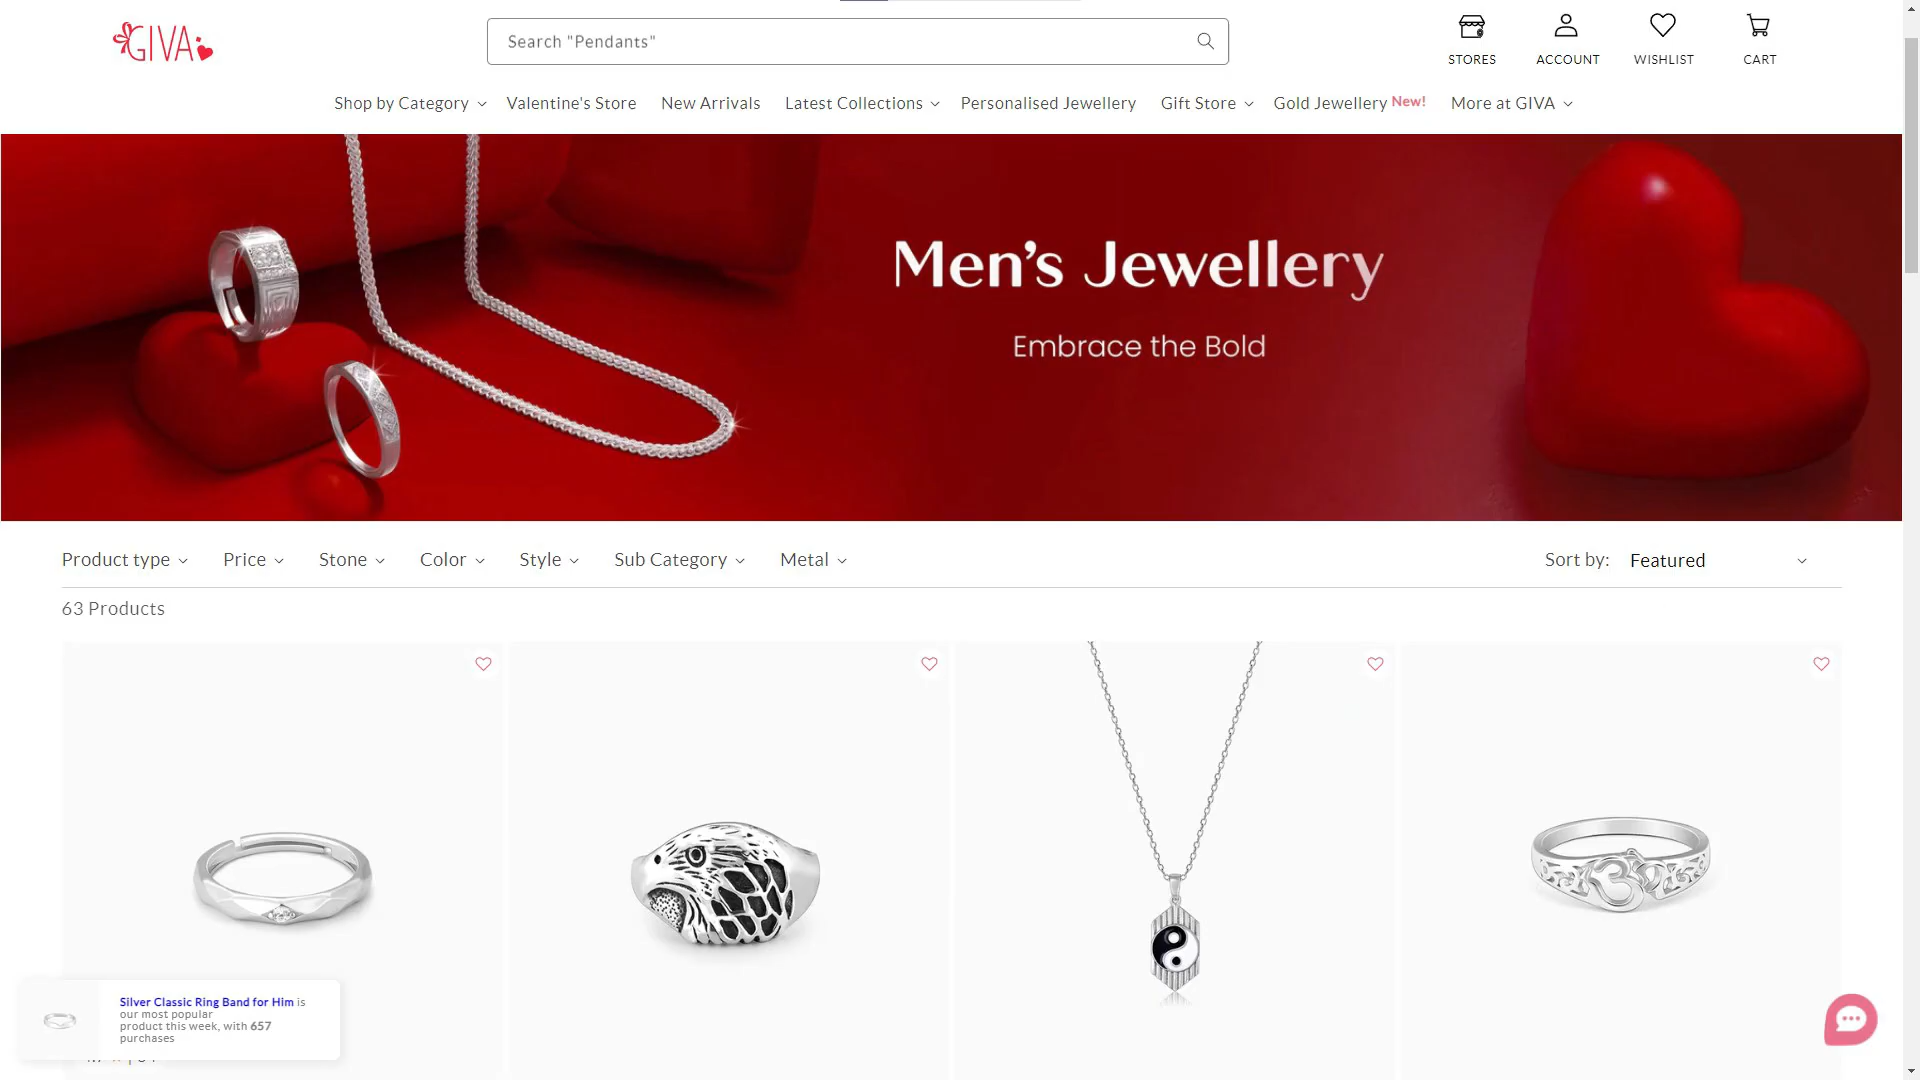 GIVA
Search "Pendants"
STORES
ACCOUNT
WISHLIST
CART
Shop by Category
Valentine's Store
New Arrivals
Latest Collections
Personalised Jewellery
Gift Store
Gold Jewellery New!
More at GIVA
Men's Jewellery
Embrace the Bold
Product type
Price
Stone
Color
Style
Sub Category
Metal
Sort by: Featured
63 Products
Silver Classic Ring Band for Him is
our most popular
product this week, with 657
purchases